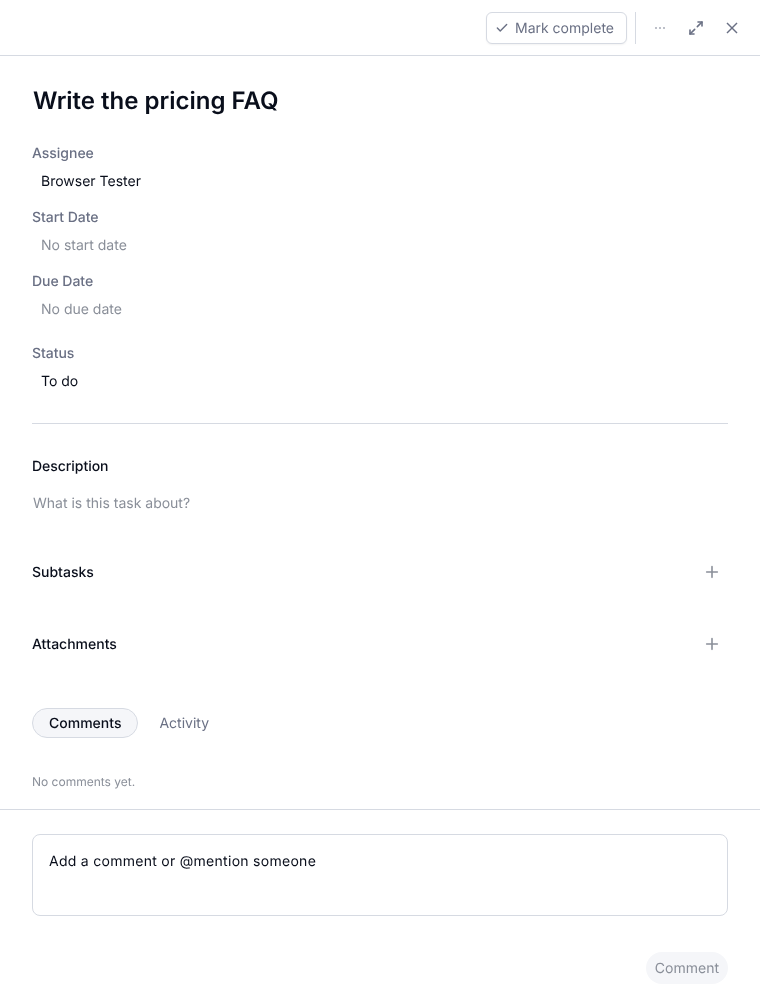 Mark complete
Write the pricing FAQ
Assignee
Browser Tester
Start Date
No start date
Due Date
No due date
Status
To do
Description
What is this task about?
Subtasks
Attachments
Comments Activity
No comments yet.
Add a comment or @mention someone
Comment